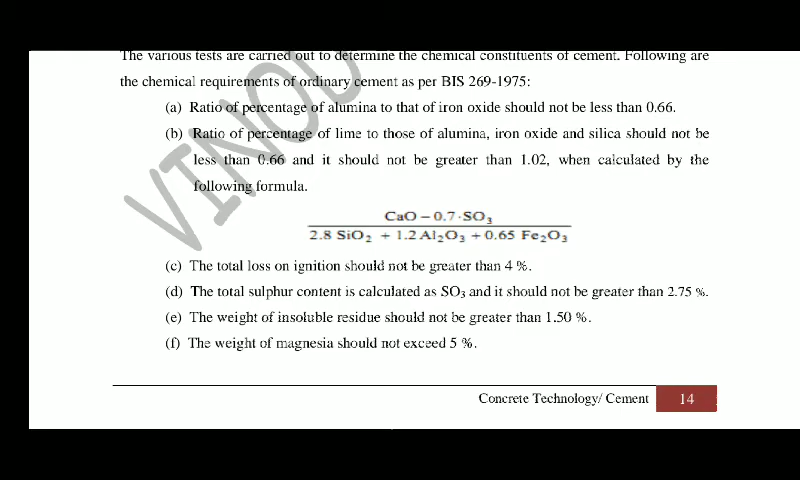 The various tests are carried out to determine the chemical constituents of cement. Following are
the chemical requirements of ordinary cement as per BIS 269-1975:
(a) Ratio of percentage of alumina to that of iron oxide should not be less than 0.66.
(b) Ratio of percentage of lime to those of alumina, iron oxide and silica should not be
less than 0.66 and it should not be greater than 1.02, when calculated by the
following formula.
CaO – 0.7·SO₃
2.8 SiO₂ + 1.2 Al₂O₃ + 0.65 Fe₂O₃
(c) The total loss on ignition should not be greater than 4 %.
(d) The total sulphur content is calculated as SO₃ and it should not be greater than 2.75 %.
(e) The weight of insoluble residue should not be greater than 1.50 %.
(f) The weight of magnesia should not exceed 5 %.
Concrete Technology/ Cement 14
VINOD